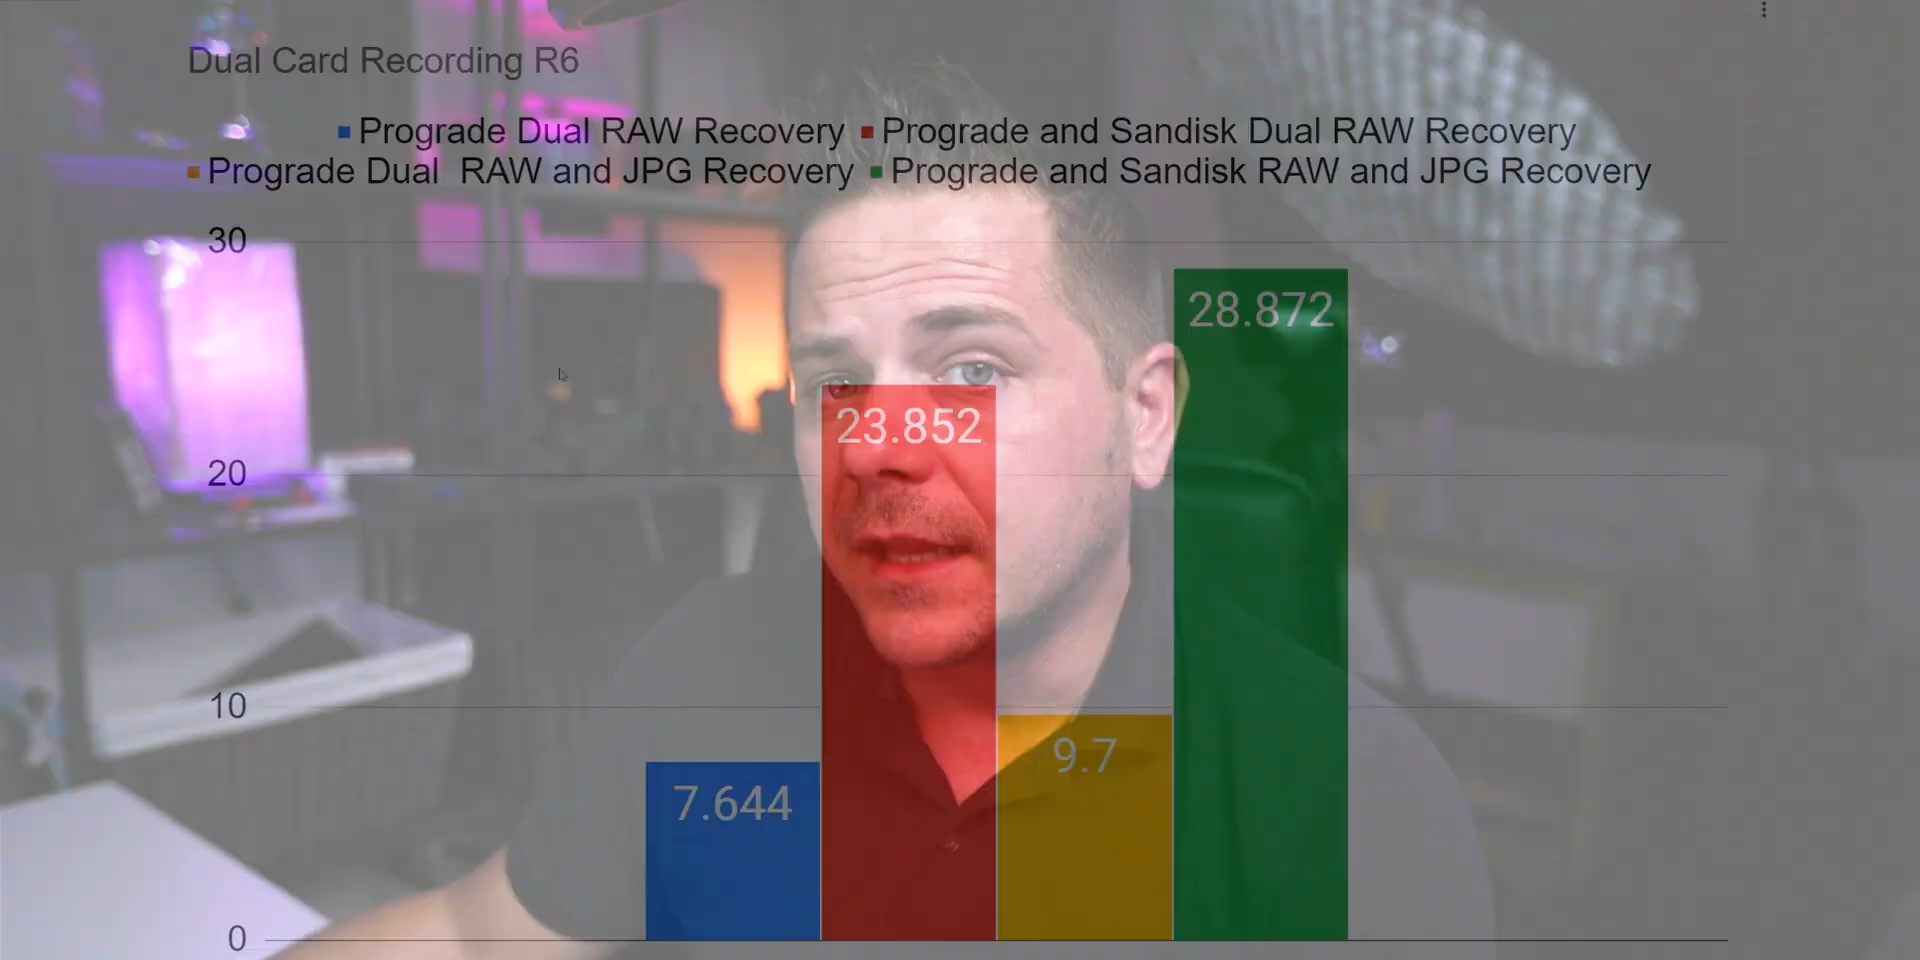 Dual Card Recording R6
Prograde Dual RAW Recovery Prograde and Sandisk Dual RAW Recovery
Prograde Dual RAW and JPG Recovery Prograde and Sandisk RAW and JPG Recovery
30
28.872
23.852
20
10
9.7
7.644
0